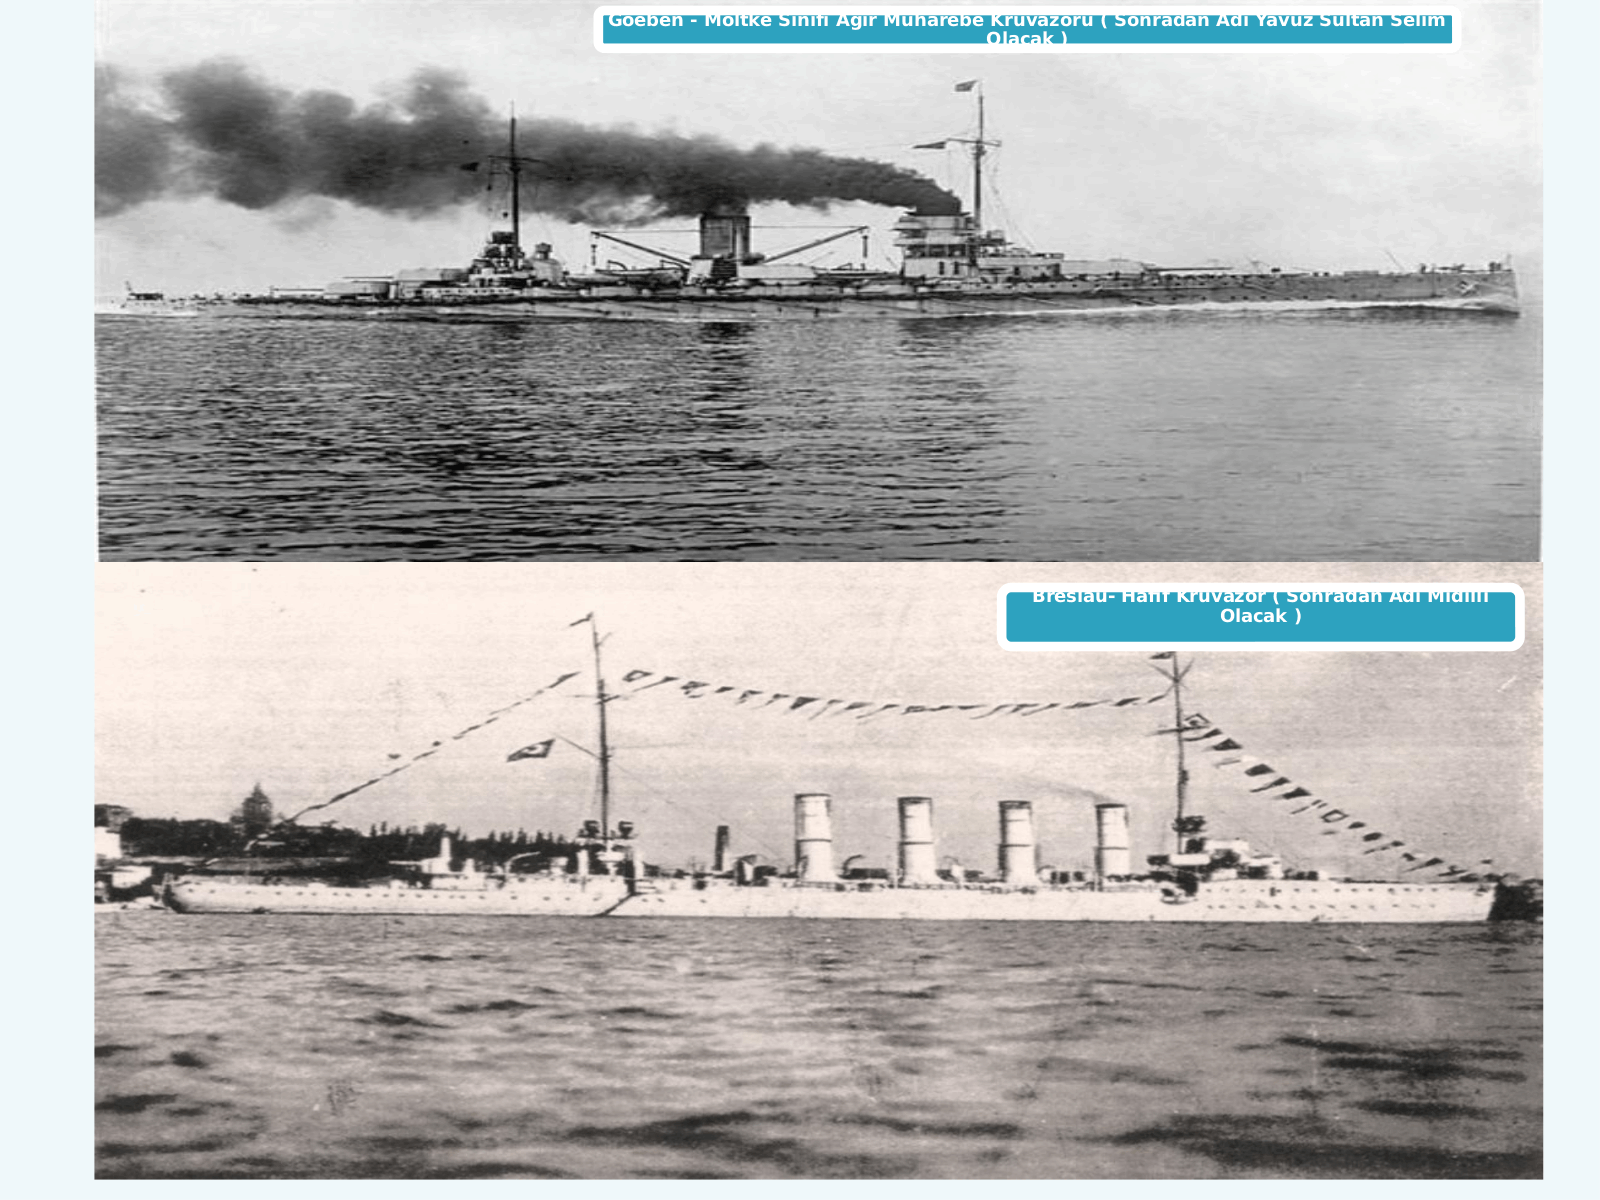 Goeben - Moltke Sınıfı Ağır Muharebe Kruvazörü ( Sonradan Adı Yavuz Sultan Selim
Olacak )
Breslau- Hafif Kruvazör ( Sonradan Adı Midilli
Olacak )